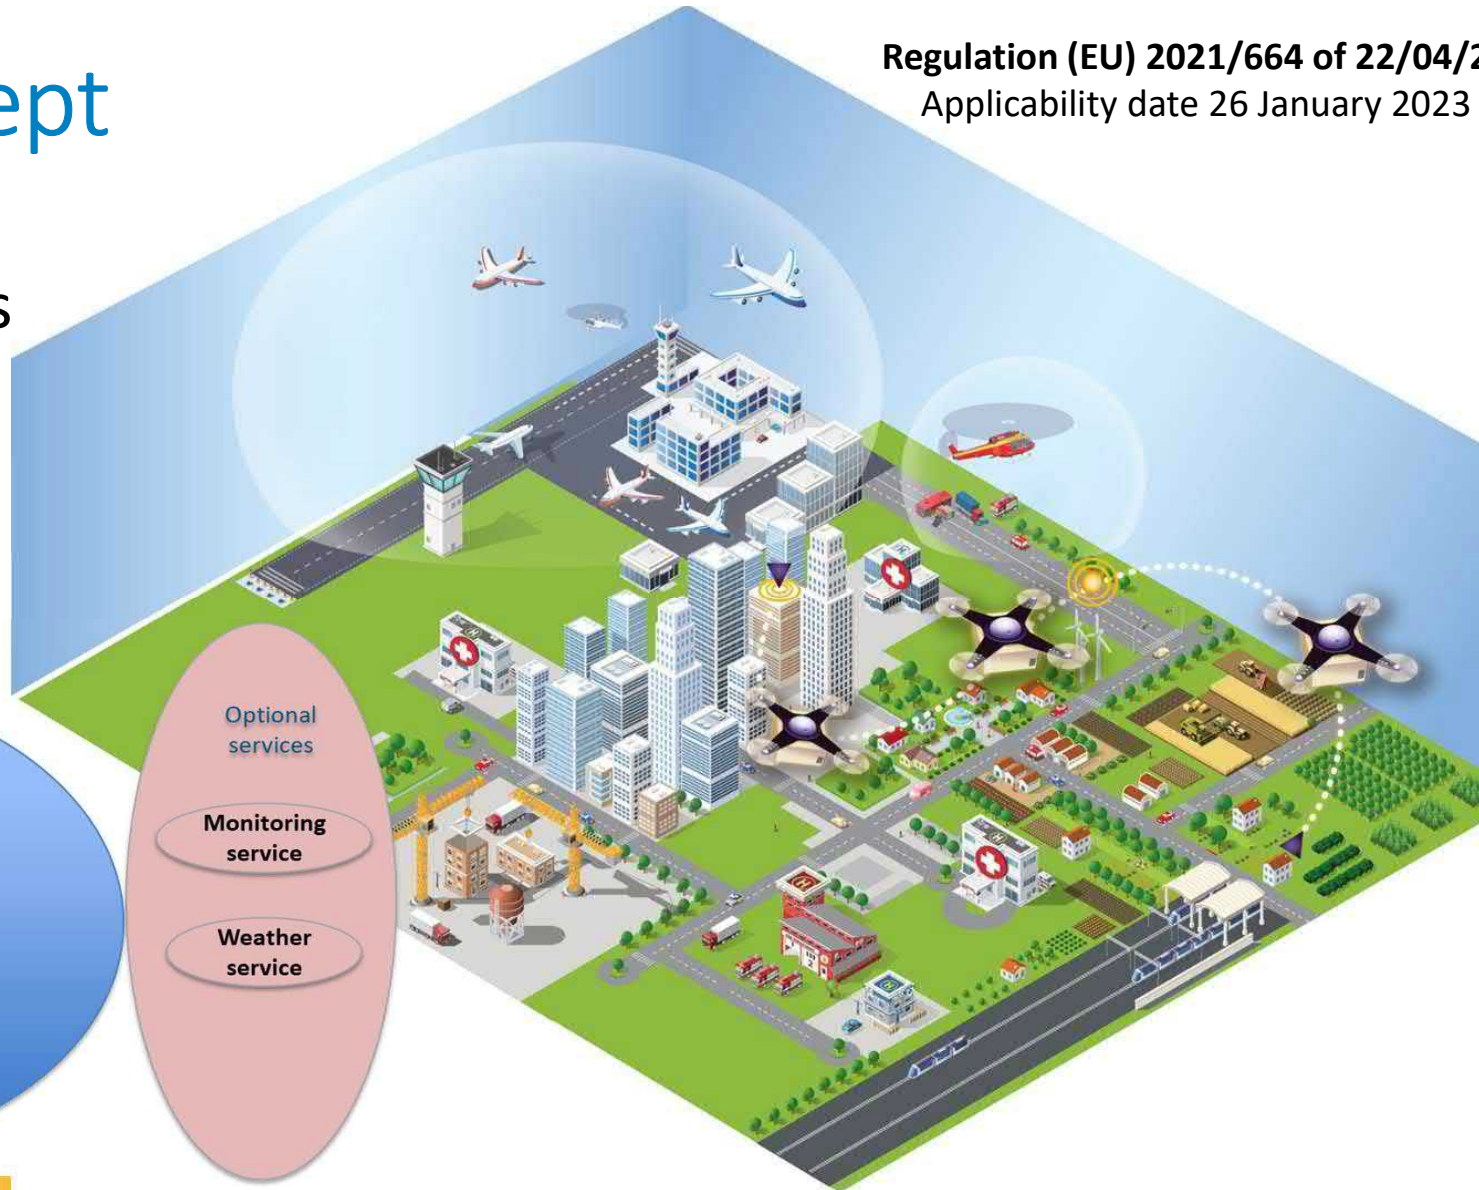 ept
Regulation (EU) 2021/664 of 22/04/2
Applicability date 26 January 2023
s
Optional
services
Monitoring
service
Weather
service